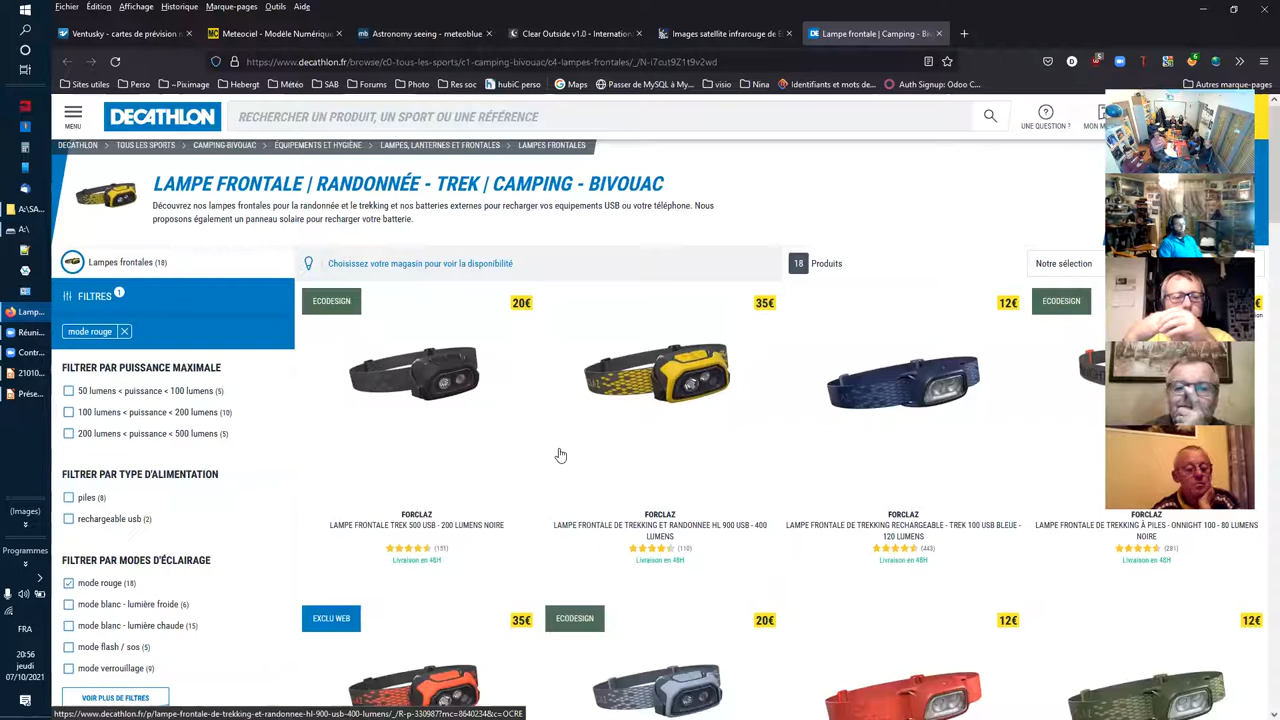 Fichier Édition Affichage Historique Marque-pages Outils Aide
Ventusky - cartes de prévision n
Meteociel - Modèle Numérique
Astronomy seeing - meteoblue
Clear Outside v1.0 - Internation
Images satellite infrarouge de E
Lampe frontale | Camping - Biv
https://www.decathlon.fr/browse/c0-tous-les-sports/c1-camping-bivouac/c4-lampes-frontales/_/N-i7cut9Z1t9v2wd
Sites utiles perso ~Piximage Hebergt Météo SAB Forums Photo Res soc hubiC perso Maps Passer de MySQL à My... visio Nina Identifiants et mots de... Auth Signup: Odoo C... Autres marque-pages
MENU
DECATHLON
RECHERCHER UN PRODUIT, UN SPORT OU UNE RÉFÉRENCE
UNE QUESTION ?
DECATHLON > TOUS LES SPORTS > CAMPING-BIVOUAC > ÉQUIPEMENTS ET HYGIÈNE > LAMPES, LANTERNES ET FRONTALES > LAMPES FRONTALES
LAMPE FRONTALE | RANDONNÉE - TREK | CAMPING - BIVOUAC
Découvrez nos lampes frontales pour la randonnée et le trekking et nos batteries externes pour recharger vos equipements USB ou votre téléphone. Nous
proposons également un panneau solaire pour recharger votre batterie.
Lampes frontales (18)
Choisissez votre magasin pour voir la disponibilité
18 Produits
Notre sélection
FILTRES 1
mode rouge
FILTRER PAR PUISSANCE MAXIMALE
50 lumens < puissance < 100 lumens (5)
100 lumens < puissance < 200 lumens (10)
200 lumens < puissance < 500 lumens (5)
FILTRER PAR TYPE D'ALIMENTATION
piles (8)
rechargeable usb (2)
FILTRER PAR MODES D'ÉCLAIRAGE
mode rouge (18)
mode blanc - lumière froide (6)
mode blanc - lumière chaude (15)
mode flash / sos (5)
mode verrouillage (9)
VOIR PLUS DE FILTRES
ECODESIGN
20€
35€
12€
ECODESIGN
FORCLAZ
LAMPE FRONTALE TREK 500 USB - 200 LUMENS NOIRE
(151)
Livraison en 48H
FORCLAZ
LAMPE FRONTALE DE TREKKING ET RANDONNEE HL 900 USB - 400
LUMENS
(110)
Livraison en 48H
FORCLAZ
LAMPE FRONTALE DE TREKKING RECHARGEABLE - TREK 100 USB BLEUE -
120 LUMENS
(443)
Livraison en 48H
FORCLAZ
LAMPE FRONTALE DE TREKKING À PILES - ONNIGHT 100 - 80 LUMENS
NOIRE
(281)
Livraison en 48H
EXCLU WEB
35€
ECODESIGN
20€
12€
12€
Lamp...
Réuni...
Contr...
21010...
Prése...
(Images)
Programmes
FRA
20:56
jeudi
07/10/2021
https://www.decathlon.fr/p/lampe-frontale-de-trekking-et-randonnee-hl-900-usb-400-lumens/_/R-p-330987?mc=8640234&c=OCRE